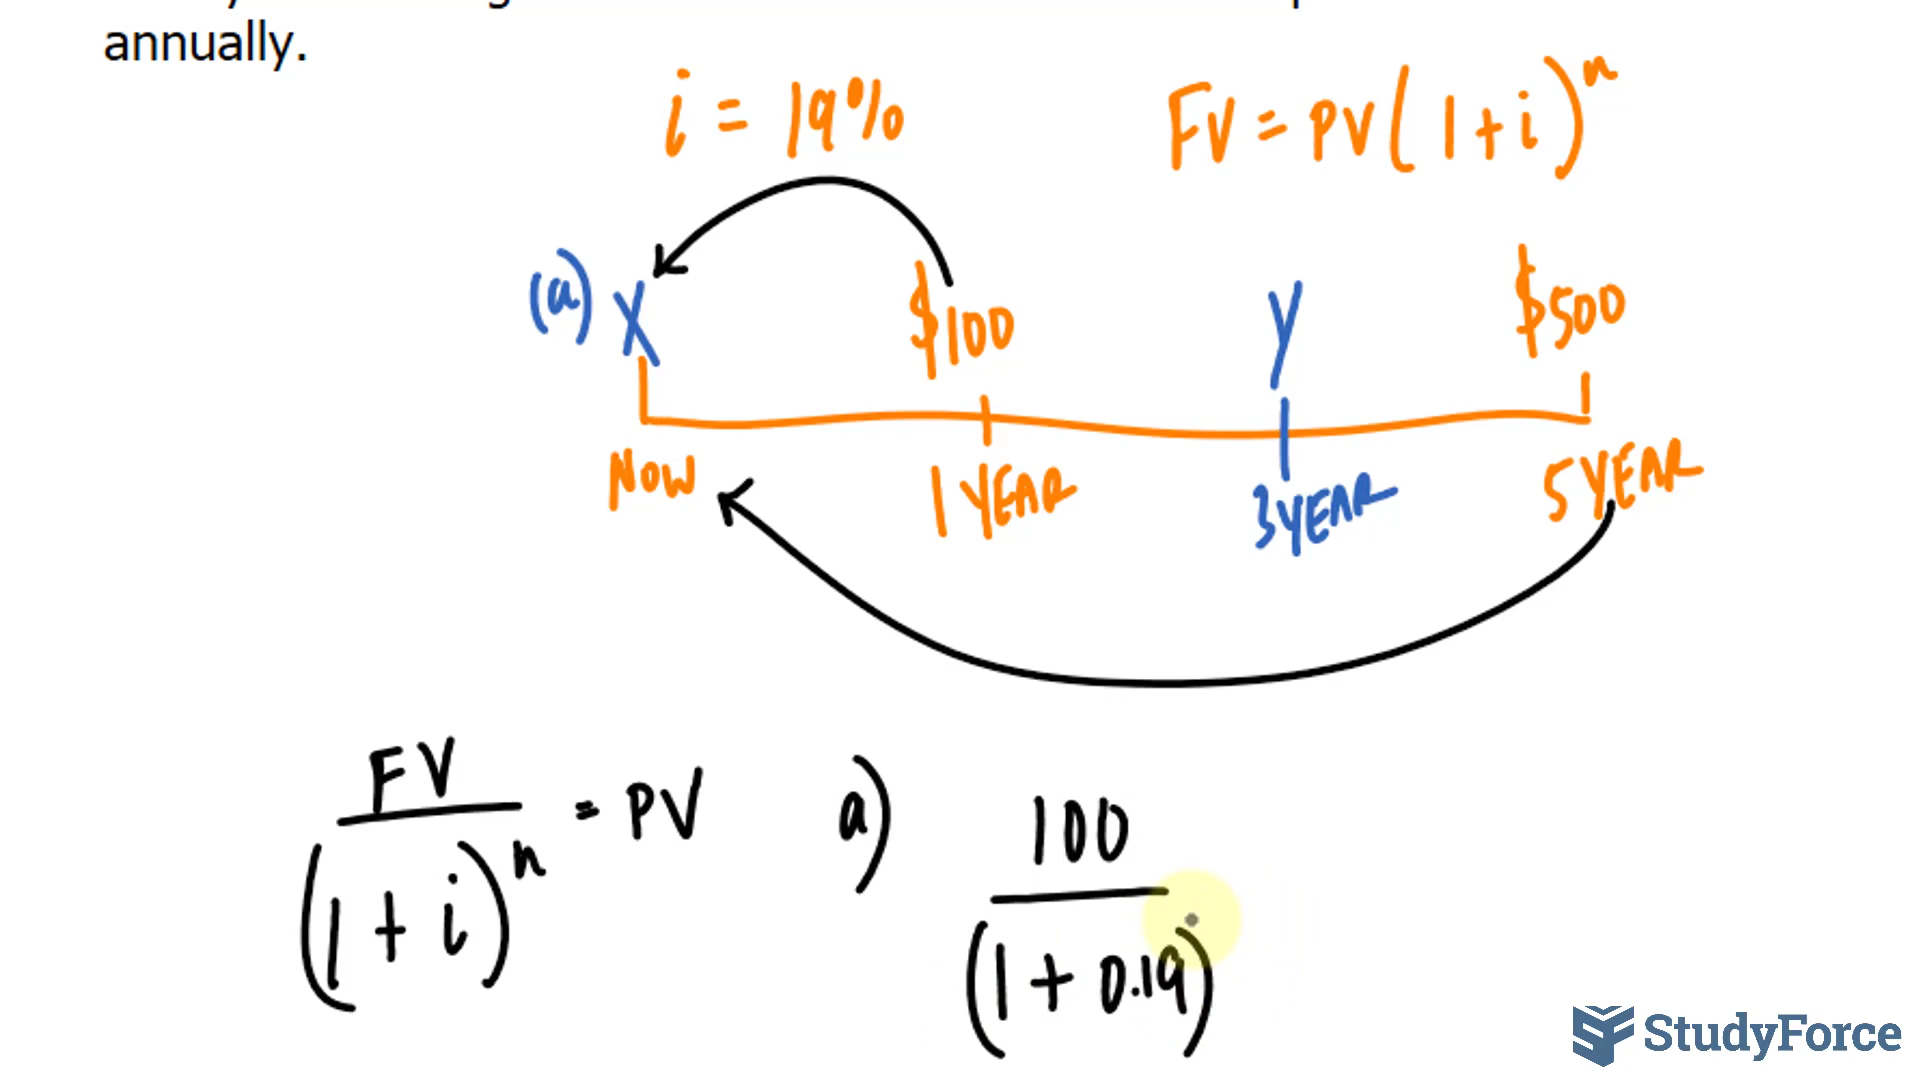 annually.
i = 19%
FV = PV(1+i)^n
(a) X $100 Y $500
NOW 1 YEAR 3 YEAR 5 YEAR
FV/(1+i)^n = PV
a) 100/(1+0.19)
StudyForce